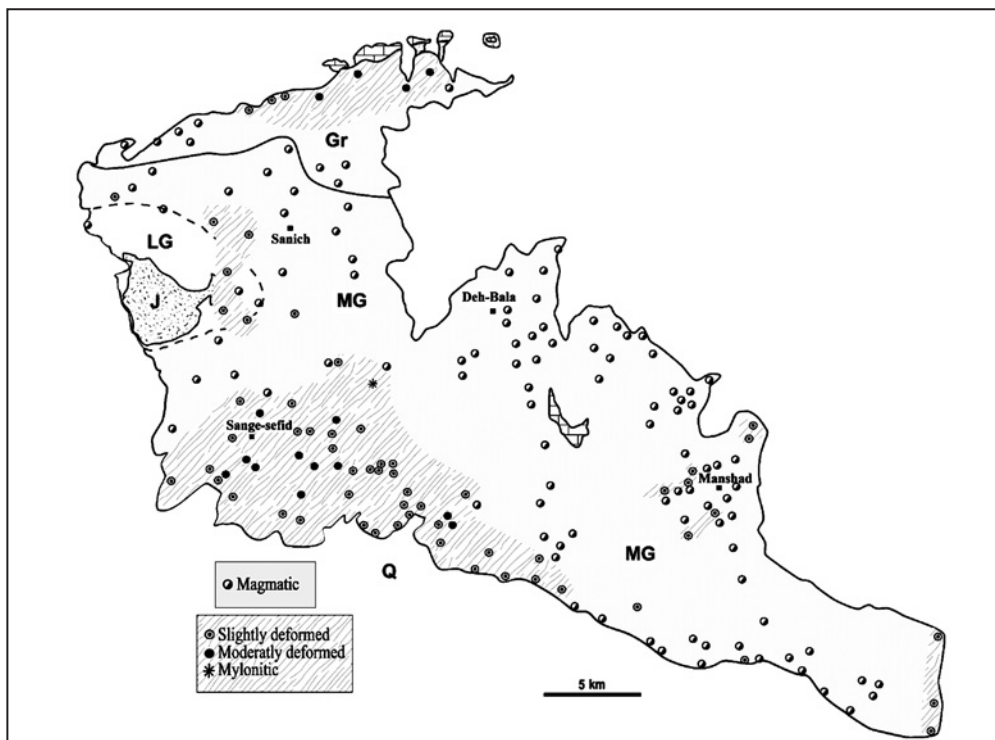 Gr
Sanich
LG
J
MG
Deh-Bala
Sange-sefid
Manshad
MG
Q
Magmatic
Slightly deformed
Moderatly deformed
Mylonitic
5 km